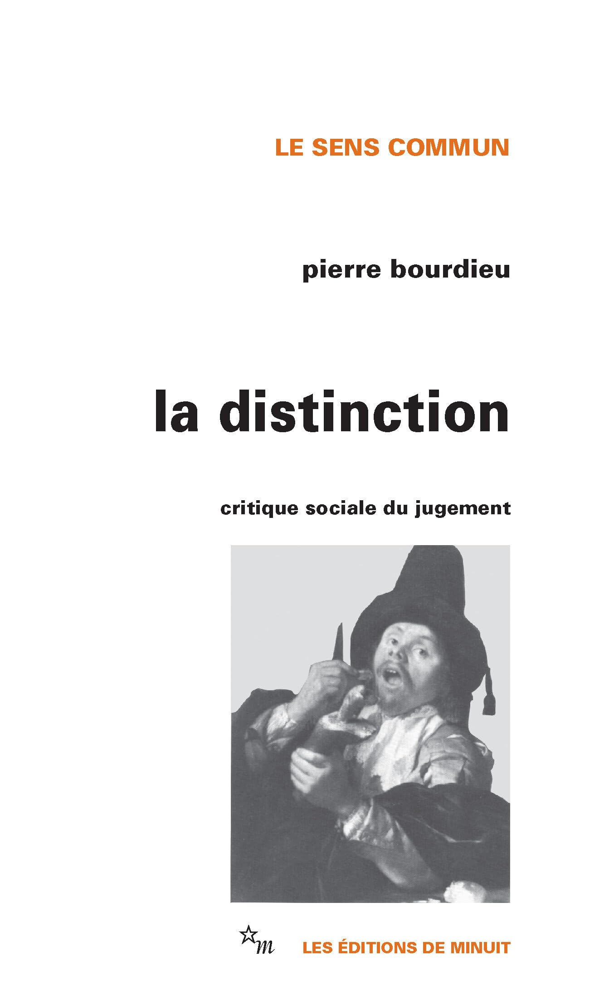 LE SENS COMMUN
pierre bourdieu
la distinction
critique sociale du jugement
m
LES ÉDITIONS DE MINUIT